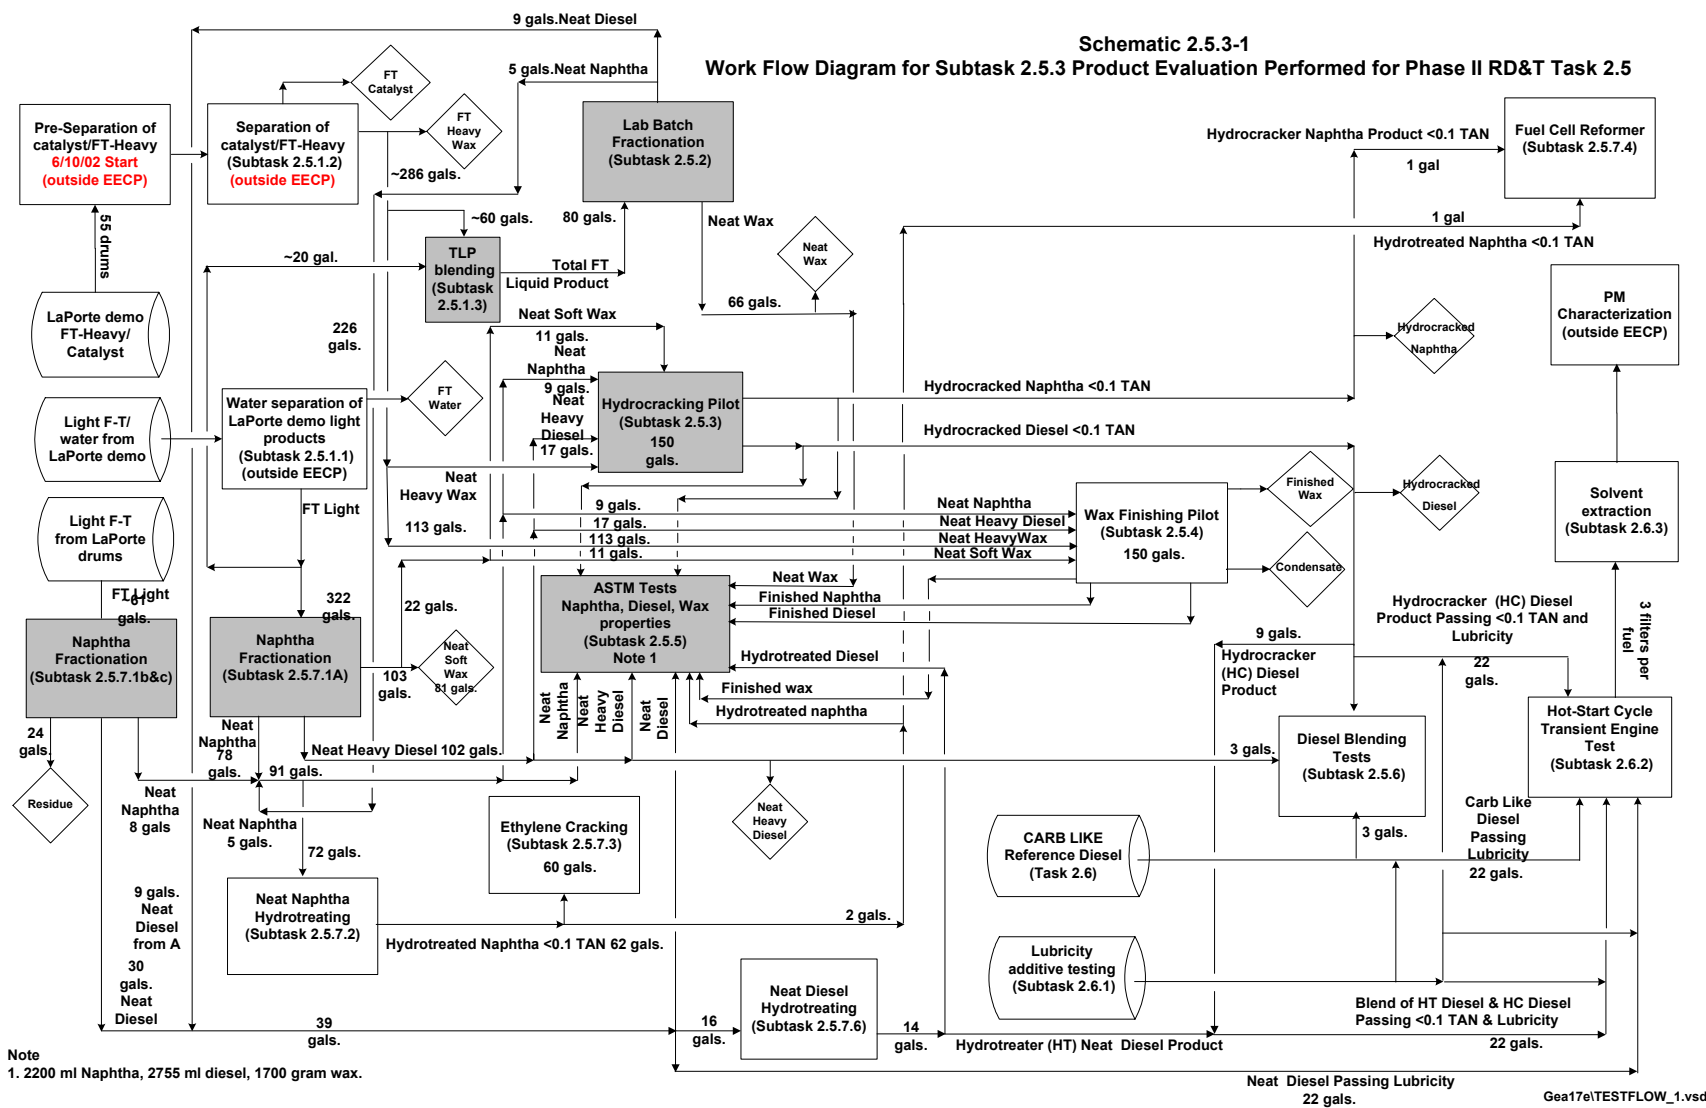 9 gals.Neat Diesel
Schematic 2.5.3-1
Work Flow Diagram for Subtask 2.5.3 Product Evaluation Performed for Phase II RD&T Task 2.5
FT
Catalyst
5 gals.Neat Naphtha
Pre-Separation of
catalyst/FT-Heavy
6/10/02 Start
(outside EECP)
Separation of
catalyst/FT-Heavy
(Subtask 2.5.1.2)
(outside EECP)
FT
Heavy
Wax
~286 gals.
Lab Batch
Fractionation
(Subtask 2.5.2)
Hydrocracker Naphtha Product <0.1 TAN
1 gal
Fuel Cell Reformer
(Subtask 2.5.7.4)
55 drums
~60 gals.
80 gals.
Neat Wax
1 gal
Hydrotreated Naphtha <0.1 TAN
~20 gal.
TLP
blending
(Subtask
2.5.1.3)
Total FT
Liquid Product
Neat
Wax
66 gals.
LaPorte demo
FT-Heavy/
Catalyst
226
gals.
Neat Soft Wax
11 gals.
Neat
Naphtha
9 gals.
Neat
Heavy
Diesel
17 gals.
PM
Characterization
(outside EECP)
Hydrocracked
Naphtha
Light F-T/
water from
LaPorte demo
Water separation of
LaPorte demo light
products
(Subtask 2.5.1.1)
(outside EECP)
FT
Water
Hydrocracking Pilot
(Subtask 2.5.3)
150
gals.
Hydrocracked Naphtha <0.1 TAN
Hydrocracked Diesel <0.1 TAN
Neat
Heavy Wax
113 gals.
Finished
Wax
Hydrocracked
Diesel
Solvent
extraction
(Subtask 2.6.3)
Light F-T
from LaPorte
drums
FT Light
9 gals.
17 gals.
113 gals.
11 gals.
Neat Naphtha
Neat Heavy Diesel
Neat HeavyWax
Neat Soft Wax
Wax Finishing Pilot
(Subtask 2.5.4)
150 gals.
Condensate
FT Light
~61
gals.
322
gals.
22 gals.
ASTM Tests
Naphtha, Diesel, Wax
properties
(Subtask 2.5.5)
Note 1
Neat Wax
Finished Naphtha
Finished Diesel
Hydrotreated Diesel
Finished wax
Hydrotreated naphtha
Hydrocracker (HC) Diesel
Product Passing <0.1 TAN and
Lubricity
22
gals.
3 filters per
fuel
9 gals.
Hydrocracker
(HC) Diesel
Product
Naphtha
Fractionation
(Subtask 2.5.7.1b&c)
Naphtha
Fractionation
(Subtask 2.5.7.1A)
103
gals.
Neat
Soft
Wax
81 gals.
24
gals.
Residue
Neat
Naphtha
78
gals.
Neat Heavy Diesel 102 gals.
91 gals.
Neat
Naphtha
Neat
Heavy
Diesel
Neat
Diesel
3 gals.
Diesel Blending
Tests
(Subtask 2.5.6)
Hot-Start Cycle
Transient Engine
Test
(Subtask 2.6.2)
Neat
Naphtha
8 gals
Neat Naphtha
5 gals.
72 gals.
Ethylene Cracking
(Subtask 2.5.7.3)
60 gals.
Neat
Heavy
Diesel
CARB LIKE
Reference Diesel
(Task 2.6)
3 gals.
Carb Like
Diesel
Passing
Lubricity
22 gals.
9 gals.
Neat
Diesel
from A
Neat Naphtha
Hydrotreating
(Subtask 2.5.7.2)
Hydrotreated Naphtha <0.1 TAN 62 gals.
2 gals.
30
gals.
Neat
Diesel
Lubricity
additive testing
(Subtask 2.6.1)
39
gals.
16
gals.
Neat Diesel
Hydrotreating
(Subtask 2.5.7.6)
14
gals.
Hydrotreater (HT) Neat Diesel Product
Blend of HT Diesel & HC Diesel
Passing <0.1 TAN & Lubricity
22 gals.
Note
1. 2200 ml Naphtha, 2755 ml diesel, 1700 gram wax.
Neat Diesel Passing Lubricity
22 gals.
Gea17e\TESTFLOW_1.vsd